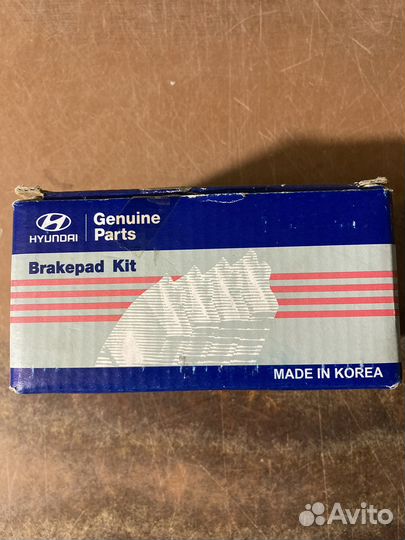 Genuine
HYUNDAI
Parts
Brakepad Kit
MADE IN KOREA
Avito